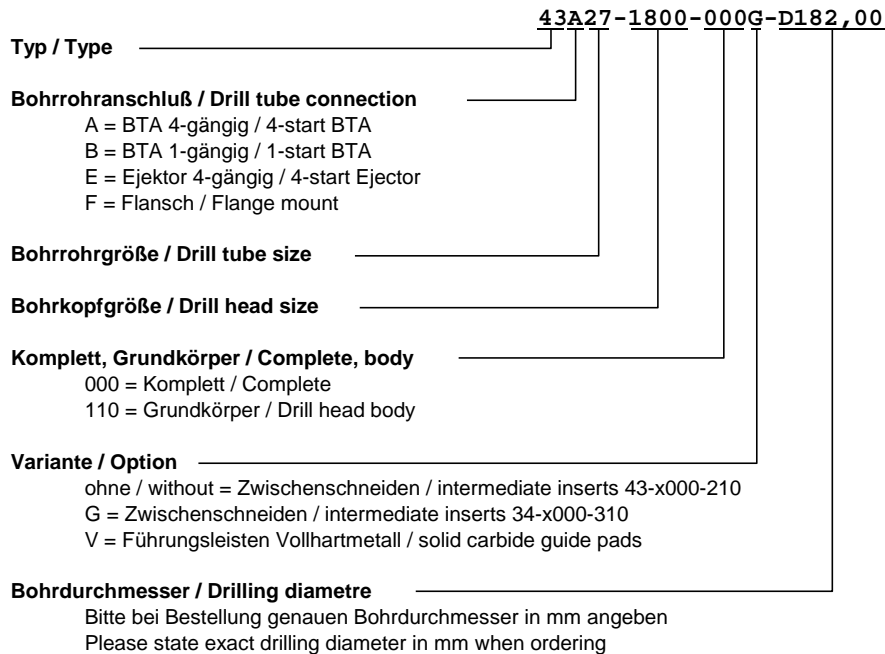 43A27-1800-000G-D182,00
Typ / Type
Bohrrohranschluß / Drill tube connection
A = BTA 4-gängig / 4-start BTA
B = BTA 1-gängig / 1-start BTA
E = Ejektor 4-gängig / 4-start Ejector
F = Flansch / Flange mount
Bohrrohrgröße / Drill tube size
Bohrkopfgröße / Drill head size
Komplett, Grundkörper / Complete, body
000 = Komplett / Complete
110 = Grundkörper / Drill head body
Variante / Option
ohne / without = Zwischenschneiden / intermediate inserts 43-x000-210
G = Zwischenschneiden / intermediate inserts 34-x000-310
V = Führungsleisten Vollhartmetall / solid carbide guide pads
Bohrdurchmesser / Drilling diametre
Bitte bei Bestellung genauen Bohrdurchmesser in mm angeben
Please state exact drilling diameter in mm when ordering